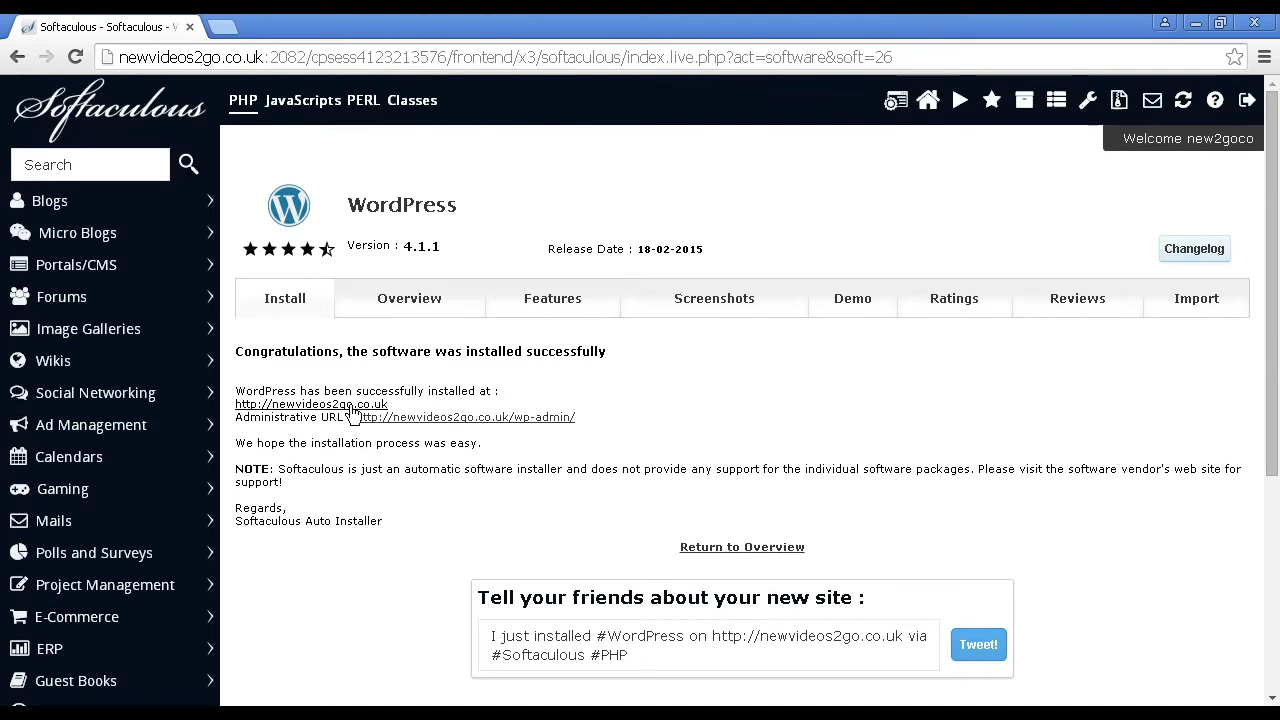 Softaculous - Softaculous - V
newvideos2go.co.uk:2082/cpsess4123213576/frontend/x3/softaculous/index.live.php?act=software&soft=26
Softaculous
PHP JavaScripts PERL Classes
Welcome new2goco
Search
Blogs
Micro Blogs
Portals/CMS
Forums
Image Galleries
Wikis
Social Networking
Ad Management
Calendars
Gaming
Mails
Polls and Surveys
Project Management
E-Commerce
ERP
Guest Books
WordPress
Version : 4.1.1
Release Date : 18-02-2015
Changelog
Install Overview Features Screenshots Demo Ratings Reviews Import
Congratulations, the software was installed successfully
WordPress has been successfully installed at :
http://newvideos2go.co.uk
Administrative URL http://newvideos2go.co.uk/wp-admin/
We hope the installation process was easy.
NOTE: Softaculous is just an automatic software installer and does not provide any support for the individual software packages. Please visit the software vendor's web site for
support!
Regards,
Softaculous Auto Installer
Return to Overview
Tell your friends about your new site :
I just installed #WordPress on http://newvideos2go.co.uk via
#Softaculous #PHP
Tweet!